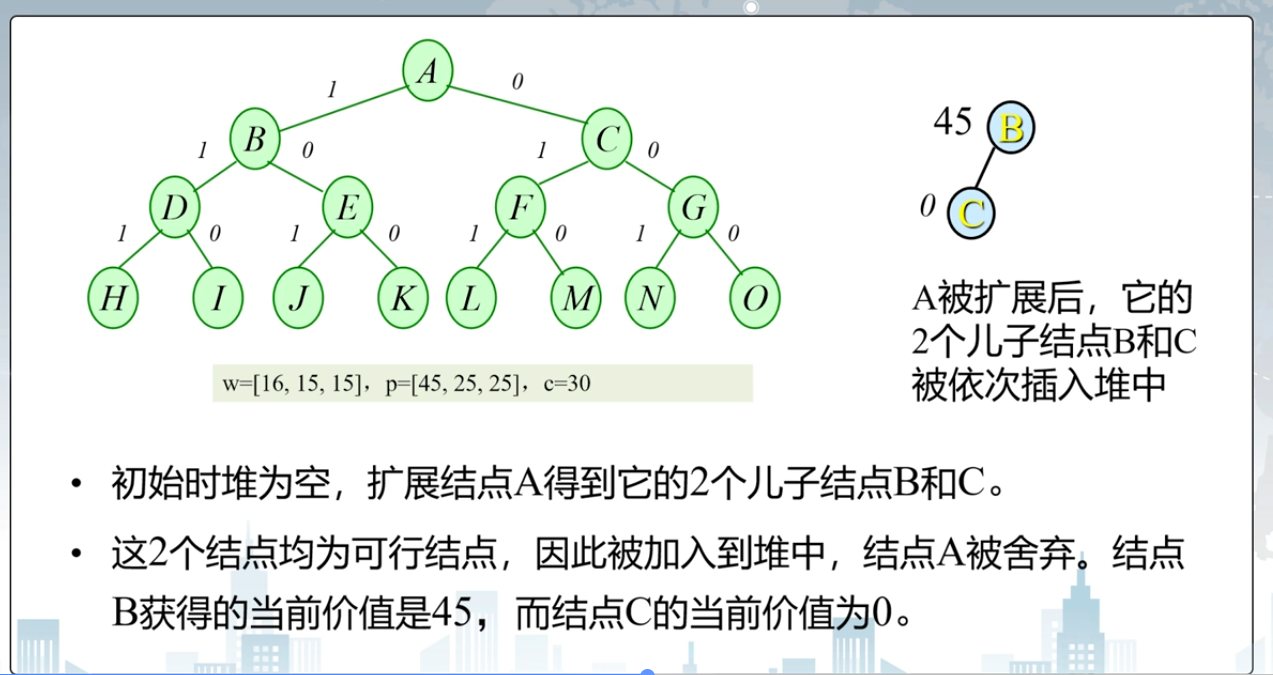 A
1
0
B
C
1
0
1
0
D
E
F
G
1
0
1
0
1
0
1
0
H
I
J
K
L
M
N
O
w=[16, 15, 15]，p=[45, 25, 25]，c=30
45
B
0
C
A被扩展后，它的
2个儿子结点B和C
被依次插入堆中
• 初始时堆为空，扩展结点A得到它的2个儿子结点B和C。
• 这2个结点均为可行结点，因此被加入到堆中，结点A被舍弃。结点
B获得的当前价值是45，而结点C的当前价值为0。